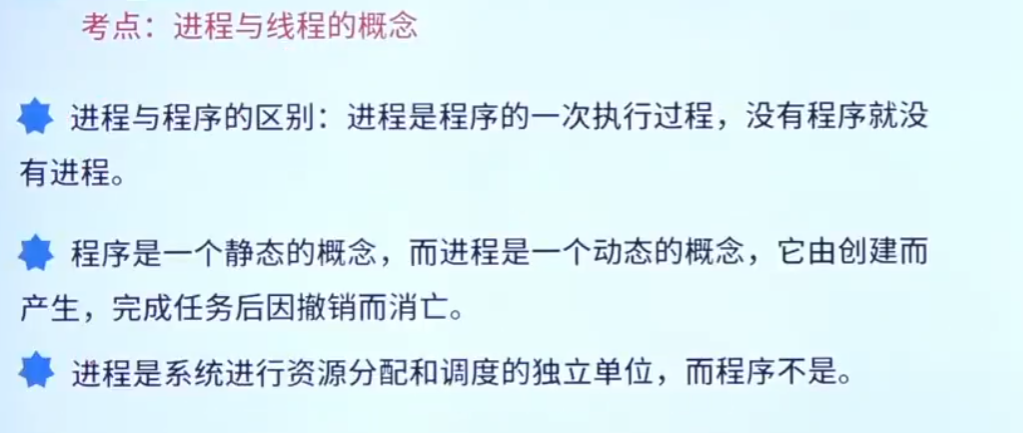 考点：进程与线程的概念
进程与程序的区别：进程是程序的一次执行过程，没有程序就没
有进程。
程序是一个静态的概念，而进程是一个动态的概念，它由创建而
产生，完成任务后因撤销而消亡。
进程是系统进行资源分配和调度的独立单位，而程序不是。